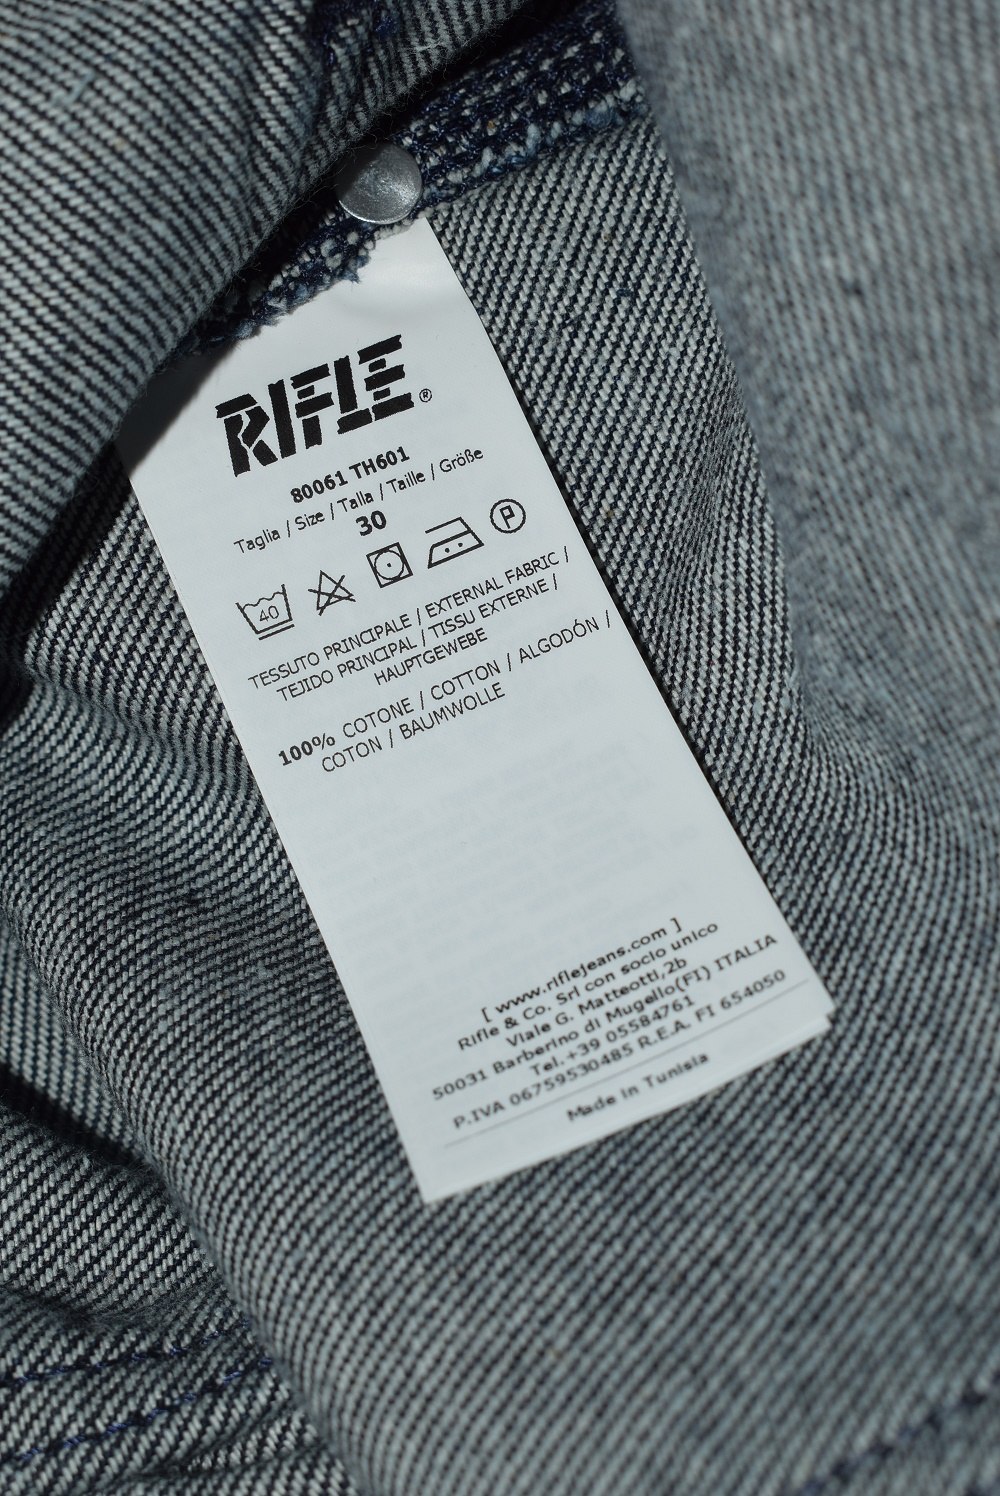 RIFLE®
80061 TH601
Taglia / Size / Talla / Taille / Größe
30
40
P
TESSUTO PRINCIPALE / EXTERNAL FABRIC /
TEJIDO PRINCIPAL / TISSU EXTERNE /
HAUPTGEWEBE
100% COTONE / COTTON / ALGODÓN /
COTON / BAUMWOLLE
[ www.riflejeans.com ]
Rifle & Co. Srl con socio unico
Viale G. Matteotti,2b
50031 Barberino di Mugello(FI) ITALIA
Tel.+39 05584761
P.IVA 06759530485 R.E.A. FI 654050
Made in Tunisia